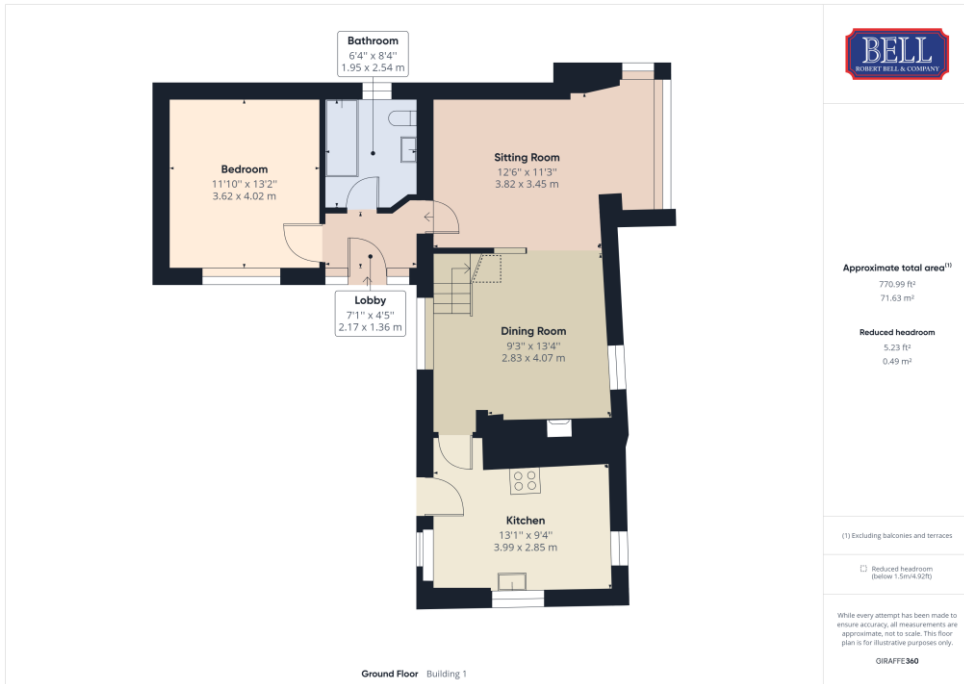 Bathroom
6'4" x 8'4"
1.95 x 2.54 m
Bedroom
11'10" x 13'2"
3.62 x 4.02 m
Sitting Room
12'6" x 11'3"
3.82 x 3.45 m
Lobby
7'1" x 4'5"
2.17 x 1.36 m
Dining Room
9'3" x 13'4"
2.83 x 4.07 m
Kitchen
13'1" x 9'4"
3.99 x 2.85 m
Ground Floor Building 1
BELL
ROBERT BELL & COMPANY
Approximate total area(1)
770.99 ft²
71.63 m²
Reduced headroom
5.23 ft²
0.49 m²
(1) Excluding balconies and terraces
Reduced headroom
(below 1.5m/4.92ft)
While every attempt has been made to
ensure accuracy, all measurements are
approximate, not to scale. This floor
plan is for illustrative purposes only.
GIRAFFE360